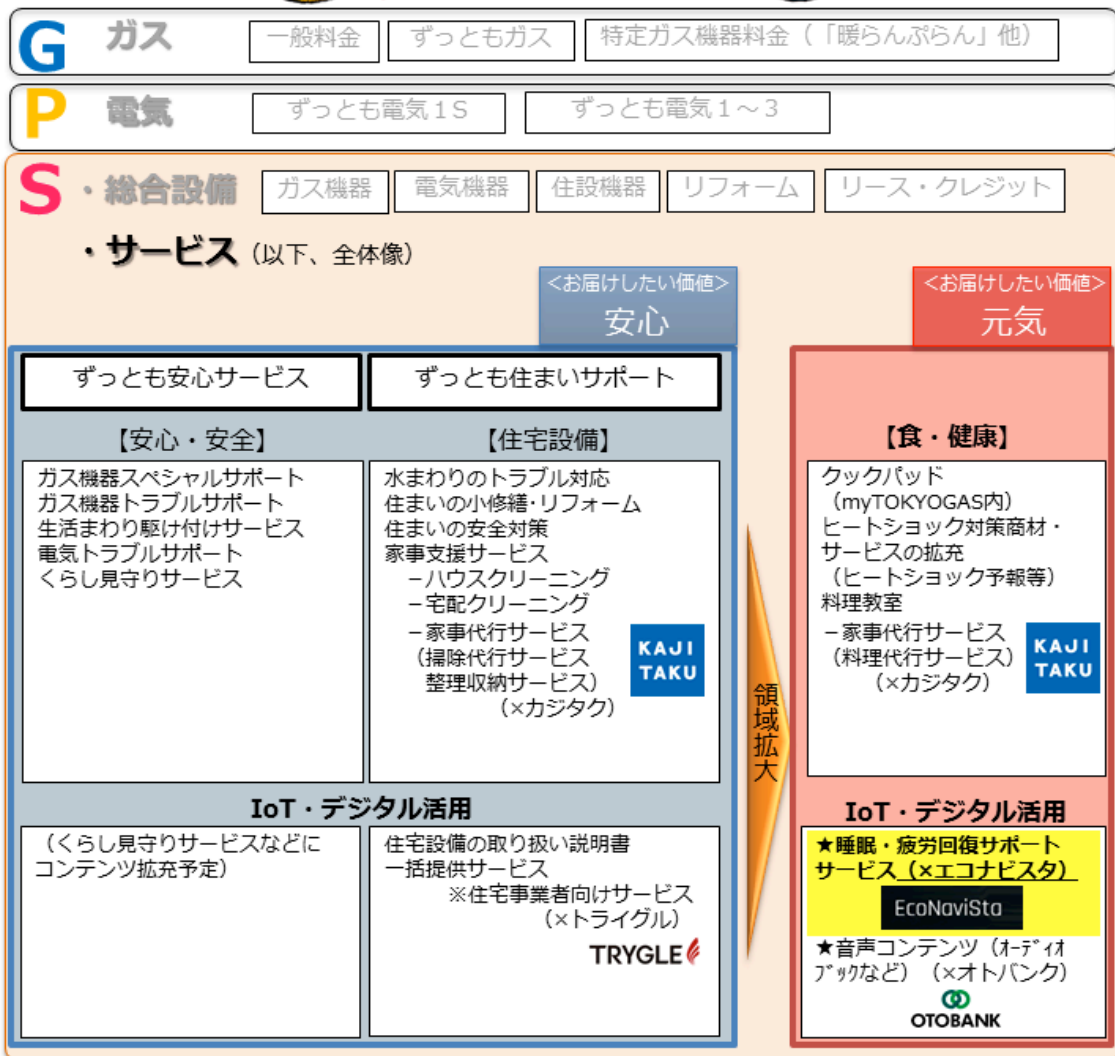 G ガス 一般料金 ずっともガス 特定ガス機器料金（「暖らんぷらん」他）
P 電気 ずっとも電気１S ずっとも電気１～３
S ・総合設備 ガス機器 電気機器 住設機器 リフォーム リース・クレジット
・サービス（以下、全体像）
<お届けしたい価値>
安心
<お届けしたい価値>
元気
ずっとも安心サービス
【安心・安全】
ガス機器スペシャルサポート
ガス機器トラブルサポート
生活まわり駆け付けサービス
電気トラブルサポート
くらし見守りサービス
ずっとも住まいサポート
【住宅設備】
水まわりのトラブル対応
住まいの小修繕･リフォーム
住まいの安全対策
家事支援サービス
－ハウスクリーニング
－宅配クリーニング
－家事代行サービス
（掃除代行サービス
整理収納サービス）
（×カジタク）
KAJI
TAKU
IoT・デジタル活用
（くらし見守りサービスなどに
コンテンツ拡充予定）
住宅設備の取り扱い説明書
一括提供サービス
※住宅事業者向けサービス
（×トライグル）
TRYGLE
領域拡大
【食・健康】
クックパッド
（myTOKYOGAS内）
ヒートショック対策商材・
サービスの拡充
（ヒートショック予報等）
料理教室
－家事代行サービス
（料理代行サービス）
（×カジタク）
KAJI
TAKU
IoT・デジタル活用
★睡眠・疲労回復サポート
サービス（×エコナビスタ）
EcoNaviSta
★音声コンテンツ（ｵｰﾃﾞｨｵ
ﾌﾞｯｸなど）（×オトバンク）
OTOBANK